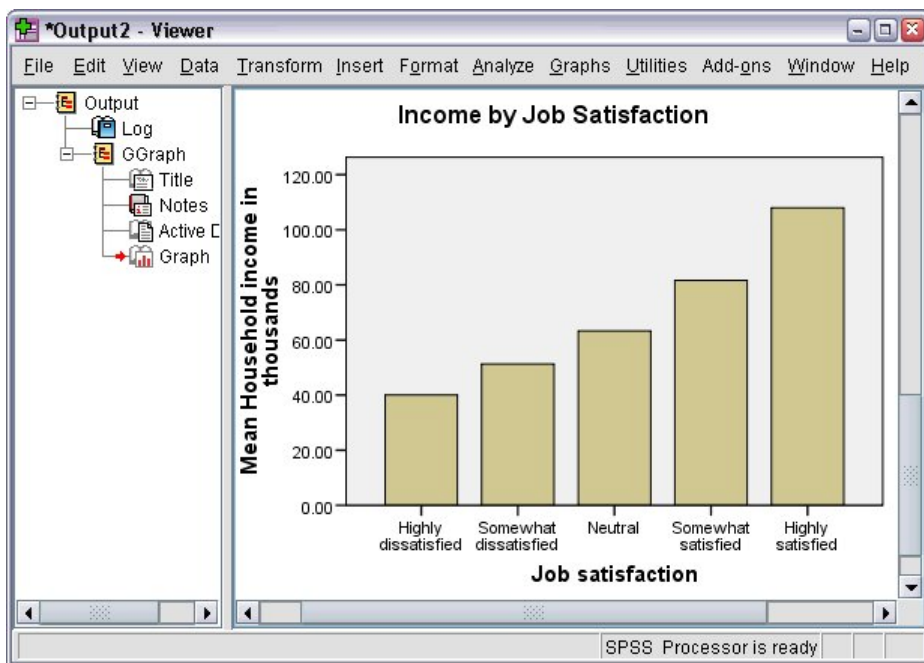 *Output2 - Viewer
File Edit View Data Transform Insert Format Analyze Graphs Utilities Add-ons Window Help
Output
Log
GGraph
Title
Notes
Active D
Graph
Income by Job Satisfaction
Mean Household income in
thousands
120.00
100.00
80.00
60.00
40.00
20.00
0.00
Highly
dissatisfied
Somewhat
dissatisfied
Neutral
Somewhat
satisfied
Highly
satisfied
Job satisfaction
SPSS Processor is ready